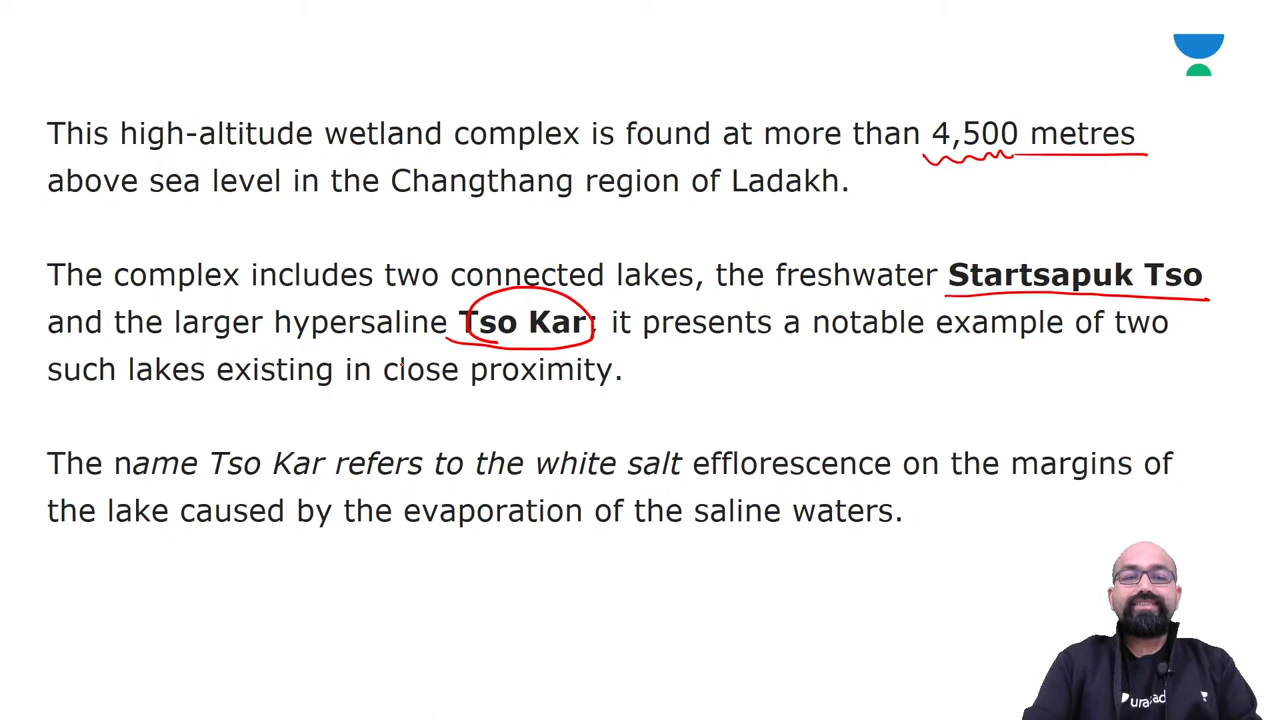 This high-altitude wetland complex is found at more than 4,500 metres
above sea level in the Changthang region of Ladakh.
The complex includes two connected lakes, the freshwater Startsapuk Tso
and the larger hypersaline Tso Kar; it presents a notable example of two
such lakes existing in close proximity.
The name Tso Kar refers to the white salt efflorescence on the margins of
the lake caused by the evaporation of the saline waters.